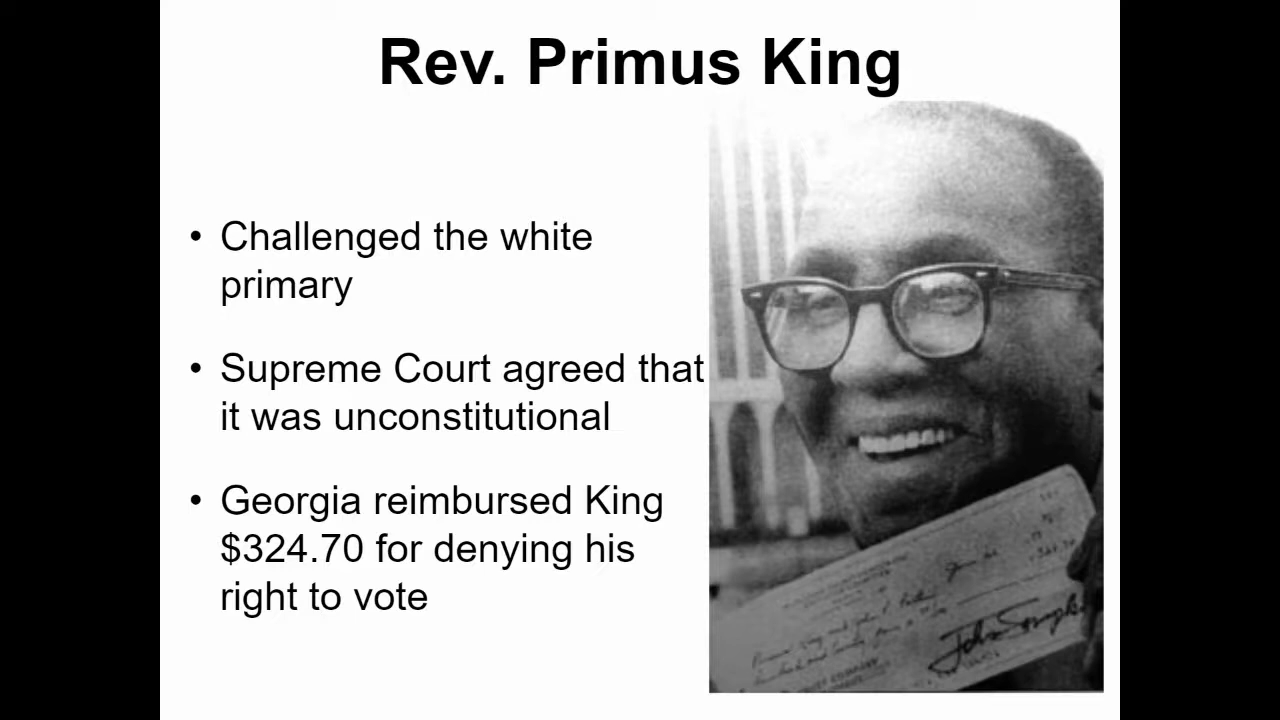 Rev. Primus King
• Challenged the white
primary
• Supreme Court agreed that
it was unconstitutional
• Georgia reimbursed King
$324.70 for denying his
right to vote